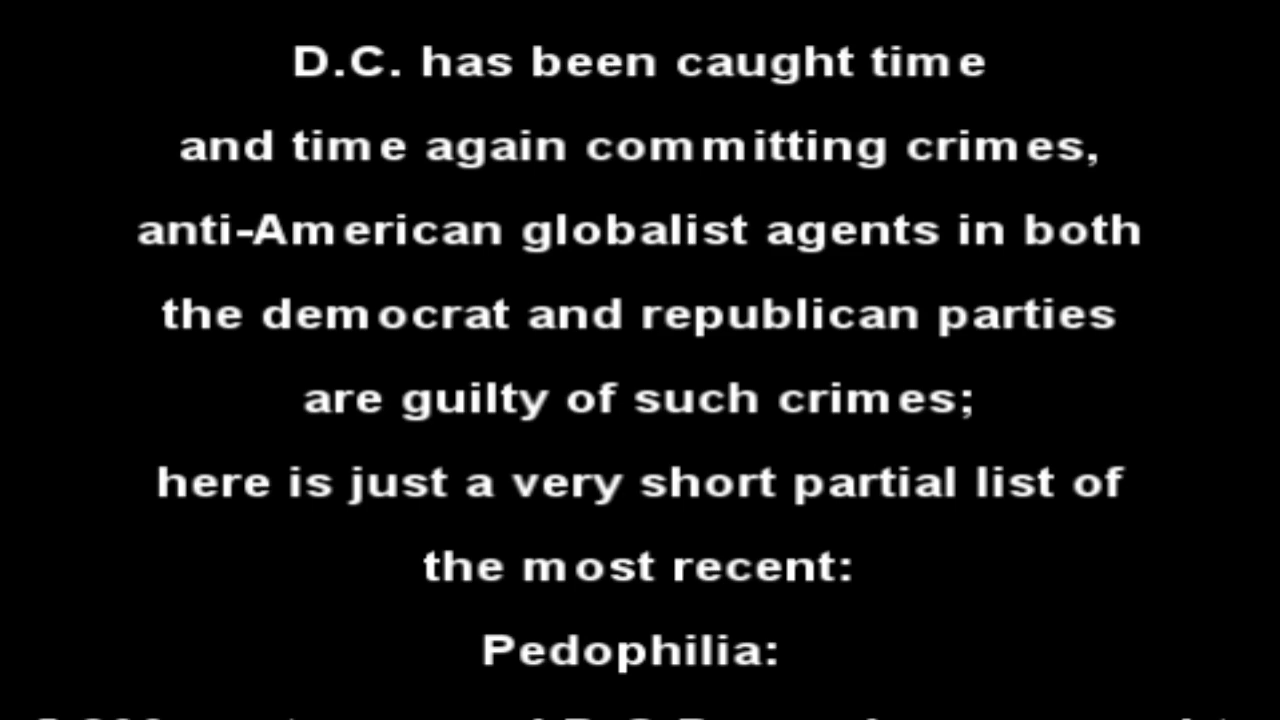 D.C. has been caught time
and time again committing crimes,
anti-American globalist agents in both
the democrat and republican parties
are guilty of such crimes;
here is just a very short partial list of
the most recent:
Pedophilia: